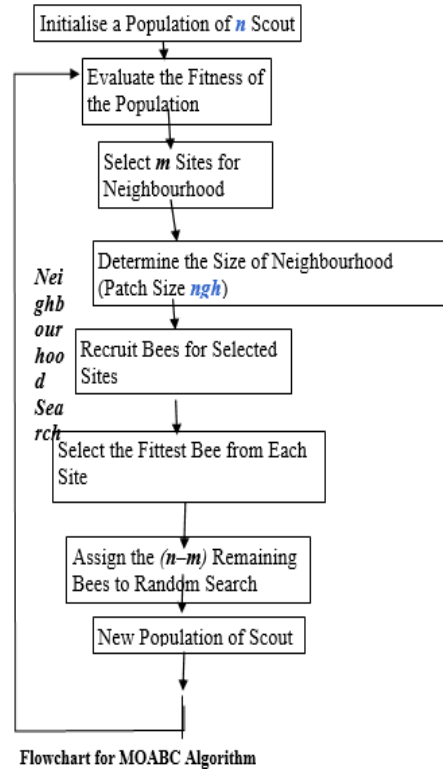 Initialise a Population of n Scout
Evaluate the Fitness of
the Population
Select m Sites for
Neighbourhood
Determine the Size of Neighbourhood
(Patch Size ngh)
Nei
ghb
our
hoo
d
Sea
rch
Recruit Bees for Selected
Sites
Select the Fittest Bee from Each
Site
Assign the (n–m) Remaining
Bees to Random Search
New Population of Scout
Flowchart for MOABC Algorithm